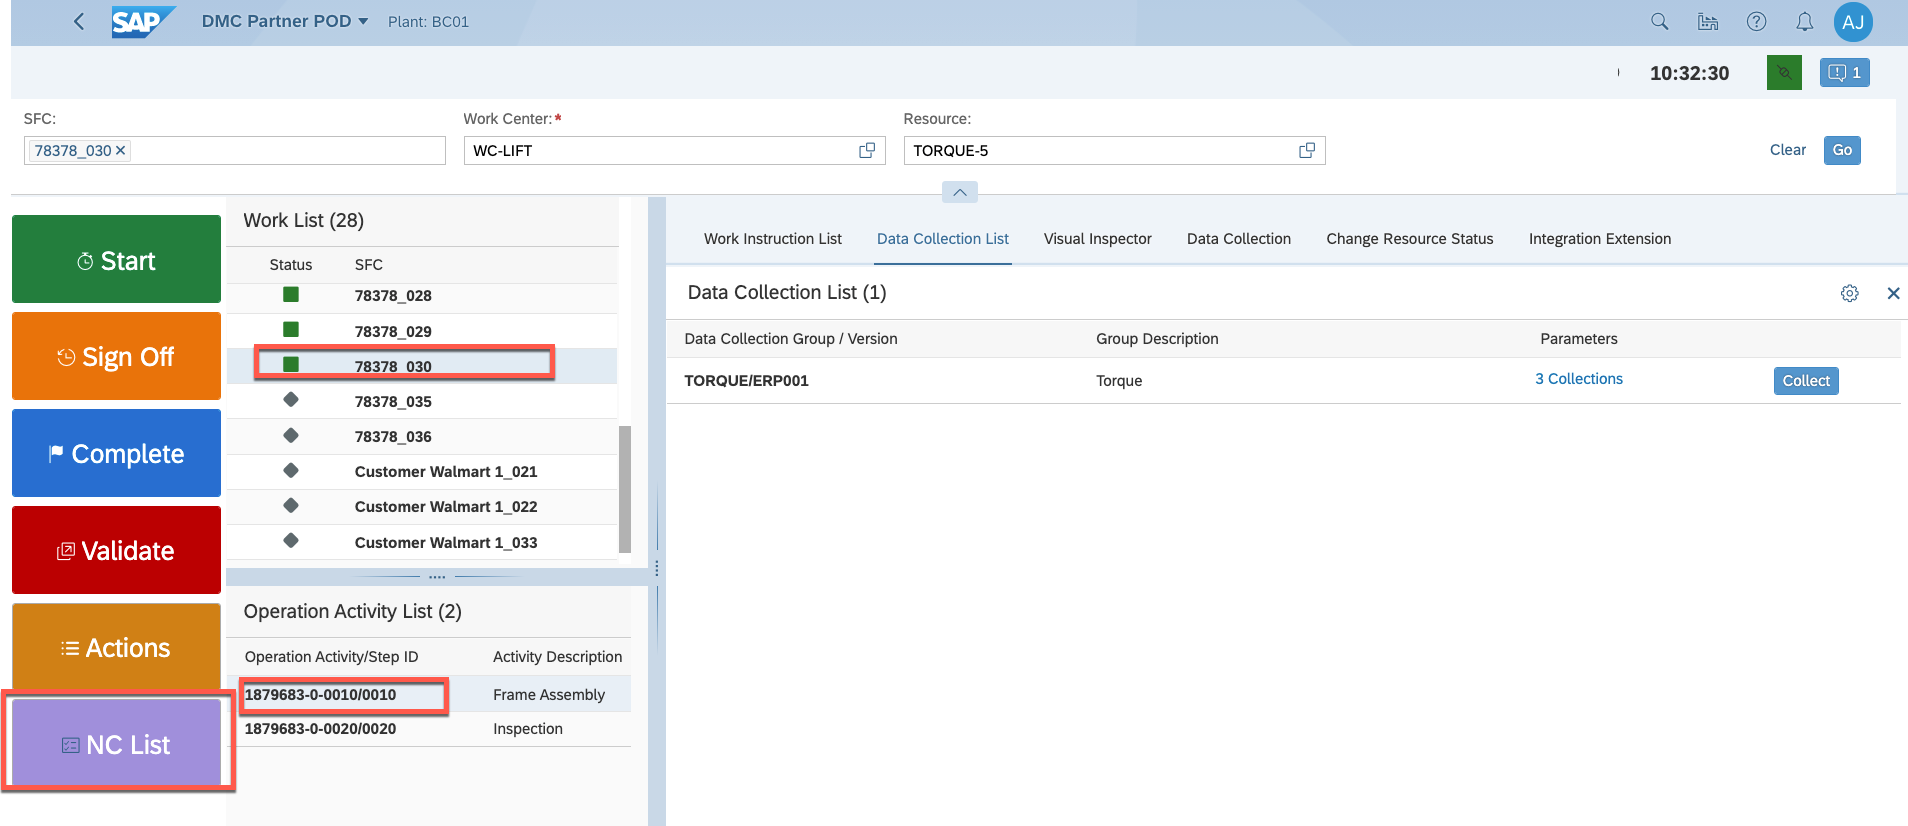 SAP DMC Partner POD Plant: BC01 AJ
10:32:30 1
SFC: Work Center:* Resource:
78378_030 WC-LIFT TORQUE-5 Clear Go
Start
Sign Off
Complete
Validate
Actions
NC List
Work List (28)
Status SFC
78378_028
78378_029
78378_030
78378_035
78378_036
Customer Walmart 1_021
Customer Walmart 1_022
Customer Walmart 1_033
Operation Activity List (2)
Operation Activity/Step ID Activity Description
1879683-0-0010/0010 Frame Assembly
1879683-0-0020/0020 Inspection
Work Instruction List Data Collection List Visual Inspector Data Collection Change Resource Status Integration Extension
Data Collection List (1)
Data Collection Group / Version Group Description Parameters
TORQUE/ERP001 Torque 3 Collections Collect